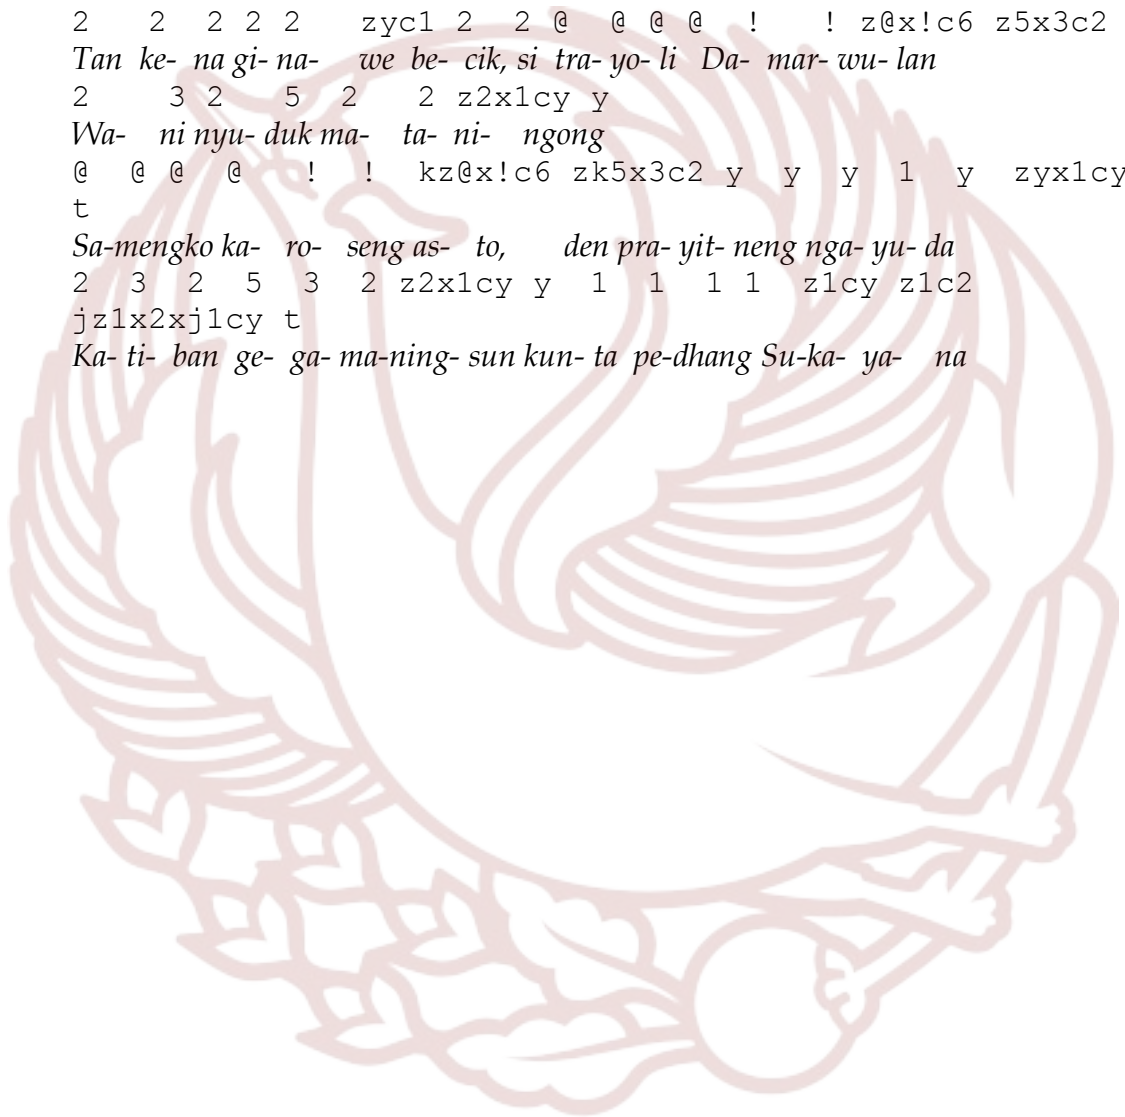 2 2 2 2 2 zyc1 2 2 @ @ @ @ ! ! z@x!c6 z5x3c2
Tan ke- na gi- na- we be- cik, si tra- yo- li Da- mar- wu- lan
2 3 2 5 2 2 z2x1cy y
Wa- ni nyu- duk ma- ta- ni- ngong
@ @ @ @ ! ! kz@x!c6 zk5x3c2 y y y 1 y zyx1cy
t
Sa-mengko ka- ro- seng as- to, den pra- yit- neng nga- yu- da
2 3 2 5 3 2 z2x1cy y 1 1 1 1 z1cy z1c2
jz1x2xj1cy t
Ka- ti- ban ge- ga- ma-ning- sun kun- ta pe-dhang Su-ka- ya- na